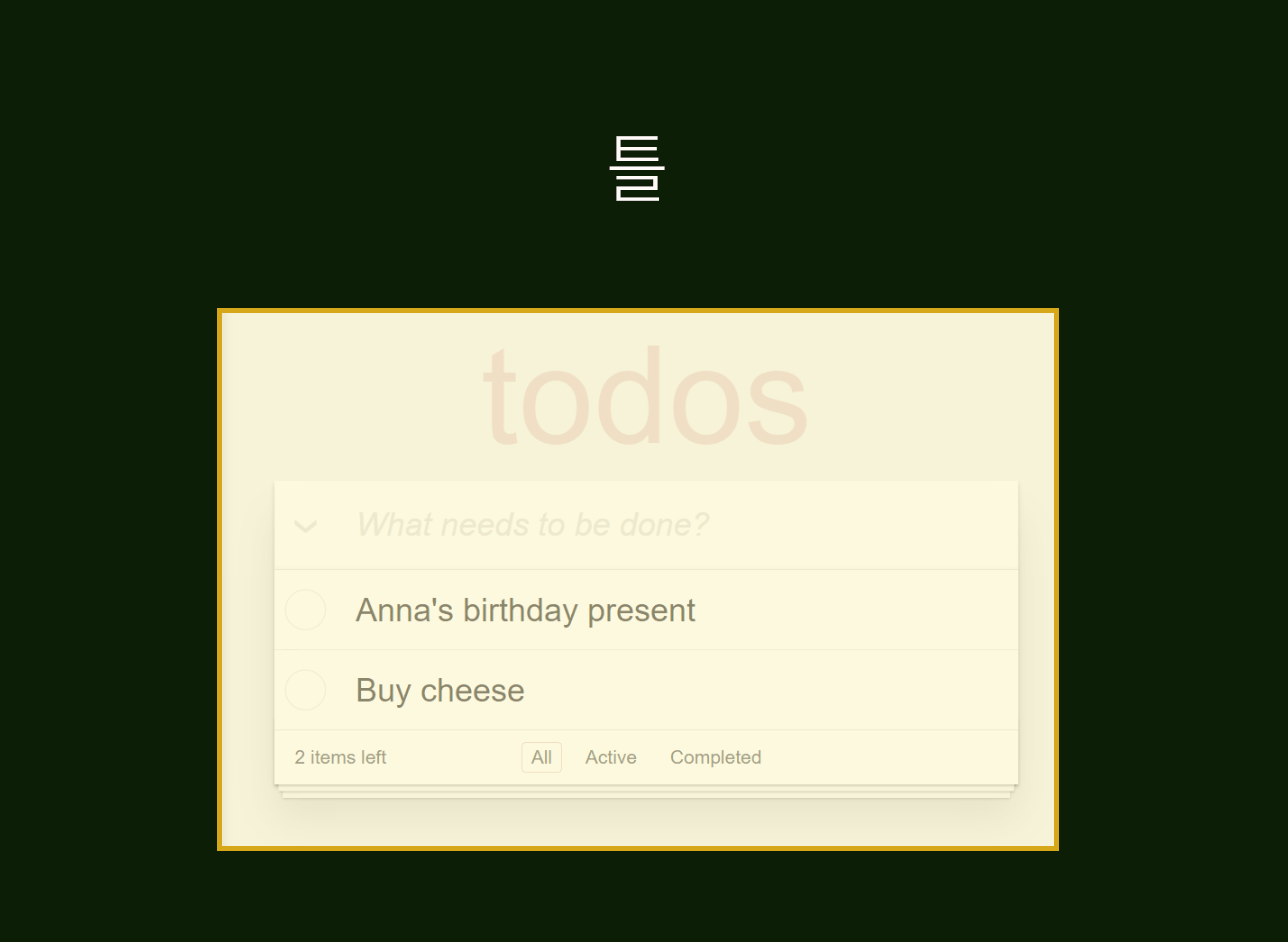 틀
todos
What needs to be done?
Anna's birthday present
Buy cheese
2 items left All Active Completed